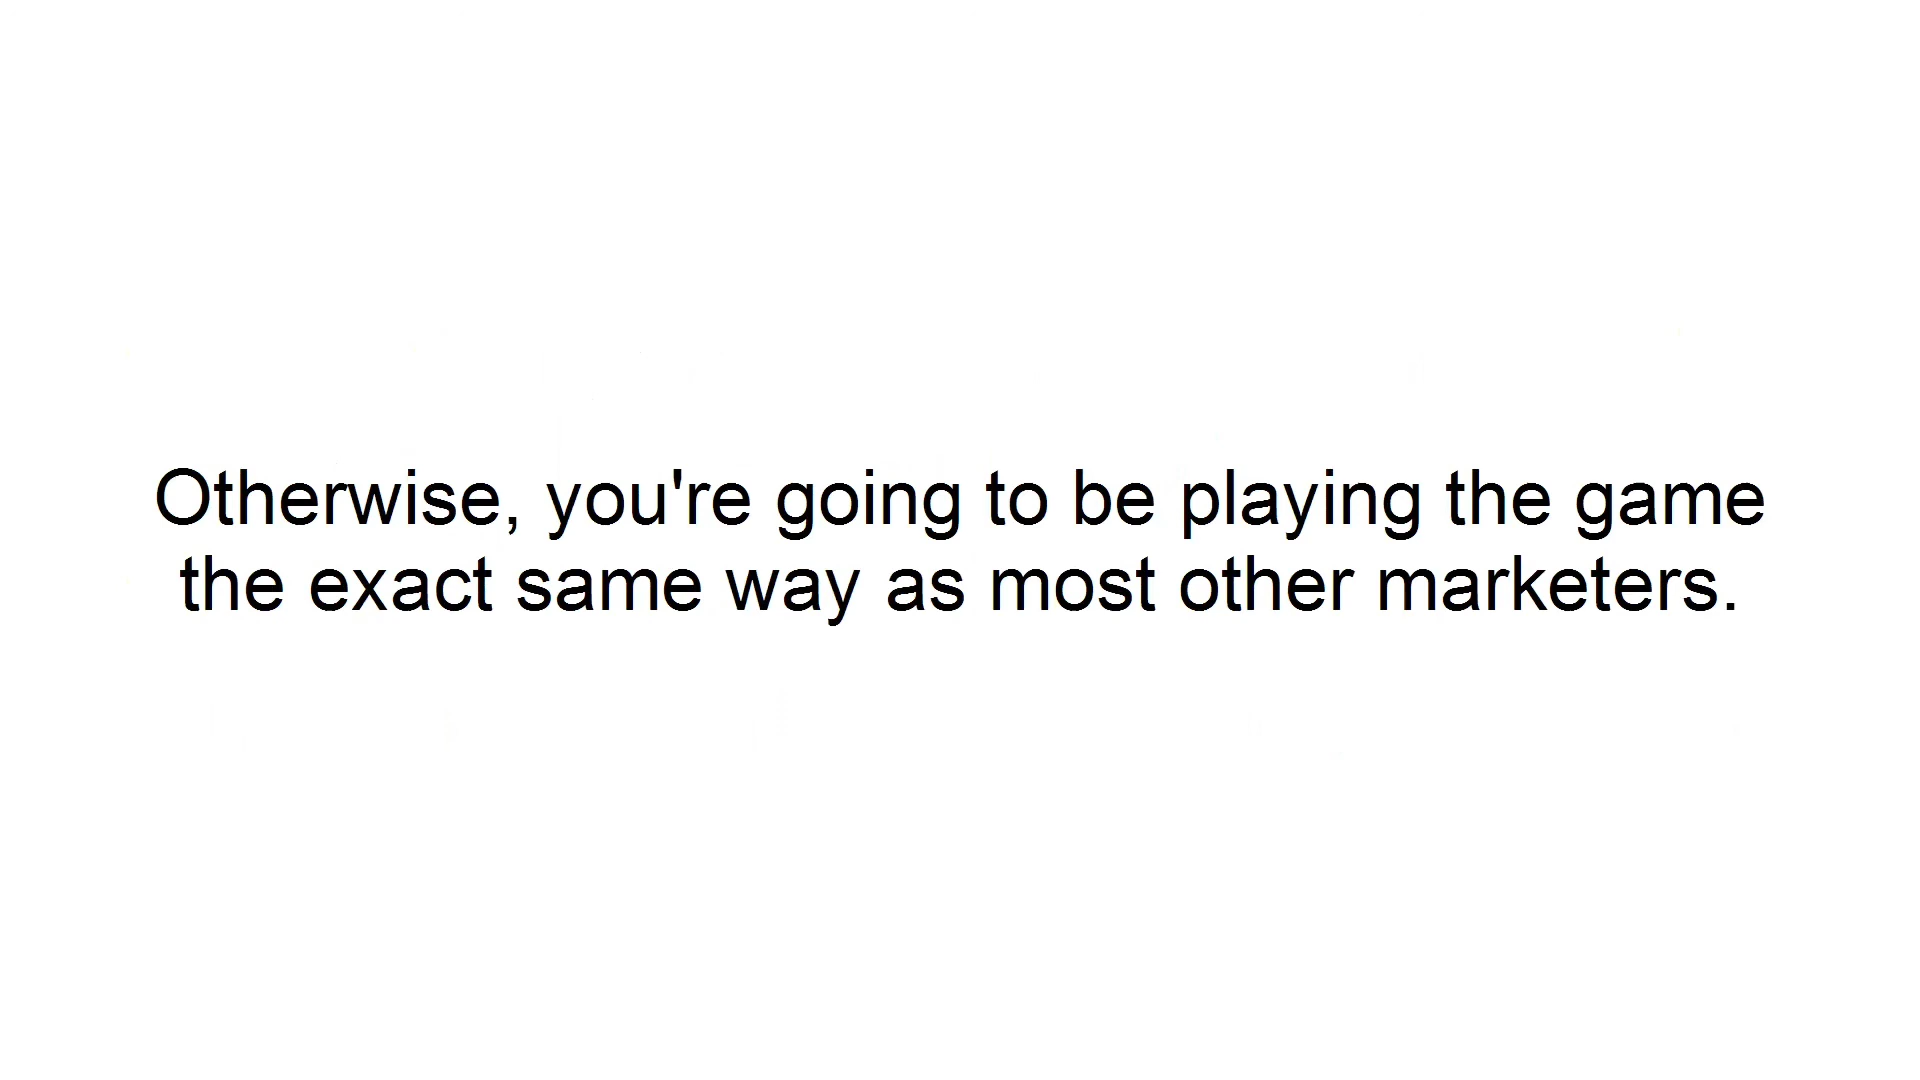 Otherwise, you're going to be playing the game
the exact same way as most other marketers.